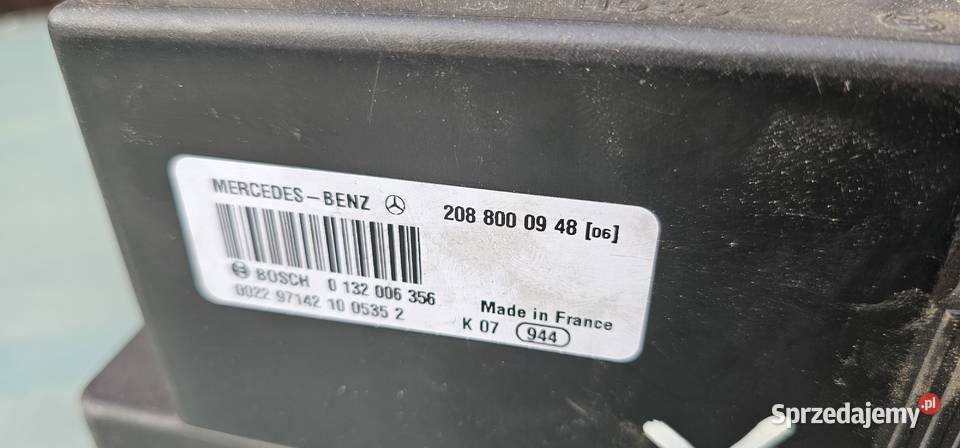 MERCEDES-BENZ 208 800 09 48 [06]
BOSCH 0 132 006 356
0022 97142 10 0535 2
Made in France
K 07 944
Sprzedajemy.pl